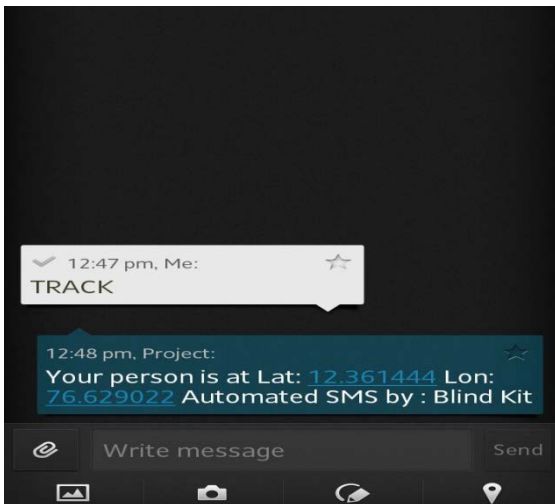 12:47 pm, Me:
TRACK
12:48 pm, Project:
Your person is at Lat: 12.361444 Lon:
76.629022 Automated SMS by : Blind Kit
Write message
Send